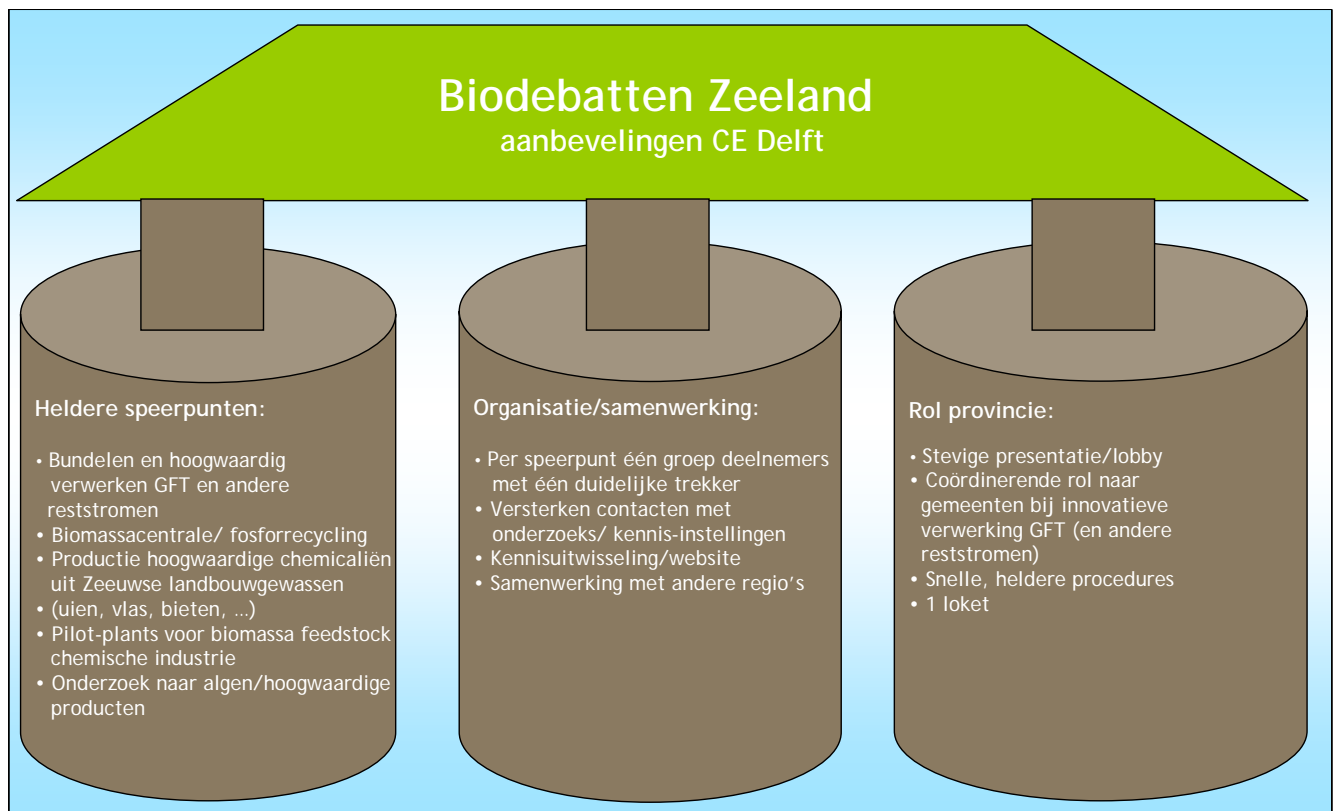 Biodebatten Zeeland
aanbevelingen CE Delft
Heldere speerpunten:
• Bundelen en hoogwaardig
verwerken GFT en andere
reststromen
• Biomassacentrale/ fosforrecycling
• Productie hoogwaardige chemicaliën
uit Zeeuwse landbouwgewassen
• (uien, vlas, bieten, ...)
• Pilot-plants voor biomassa feedstock
chemische industrie
• Onderzoek naar algen/hoogwaardige
producten
Organisatie/samenwerking:
• Per speerpunt één groep deelnemers
met één duidelijke trekker
• Versterken contacten met
onderzoeks/ kennis-instellingen
• Kennisuitwisseling/website
• Samenwerking met andere regio's
Rol provincie:
• Stevige presentatie/lobby
• Coördinerende rol naar
gemeenten bij innovatieve
verwerking GFT (en andere
reststromen)
• Snelle, heldere procedures
• 1 loket